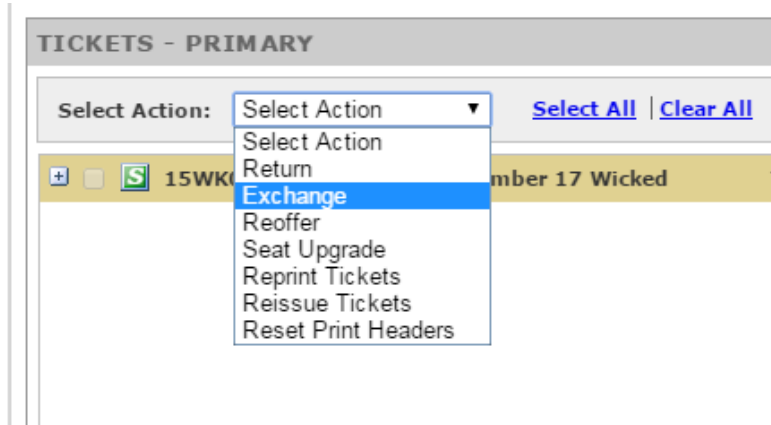 TICKETS - PRIMARY
Select Action: Select Action ▼ Select All | Clear All
Select Action
Return
15WK mber 17 Wicked
Exchange
Reoffer
Seat Upgrade
Reprint Tickets
Reissue Tickets
Reset Print Headers